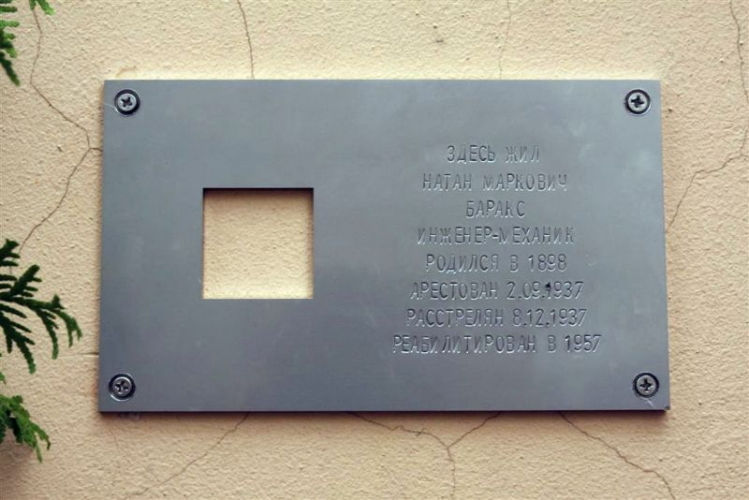 ЗДЕСЬ ЖИЛ
НАТАН МАРКОВИЧ
БАРАКС
ИНЖЕНЕР-МЕХАНИК
РОДИЛСЯ В 1898
АРЕСТОВАН 2.09.1937
РАССТРЕЛЯН 8.12.1937
РЕАБИЛИТИРОВАН В 1957